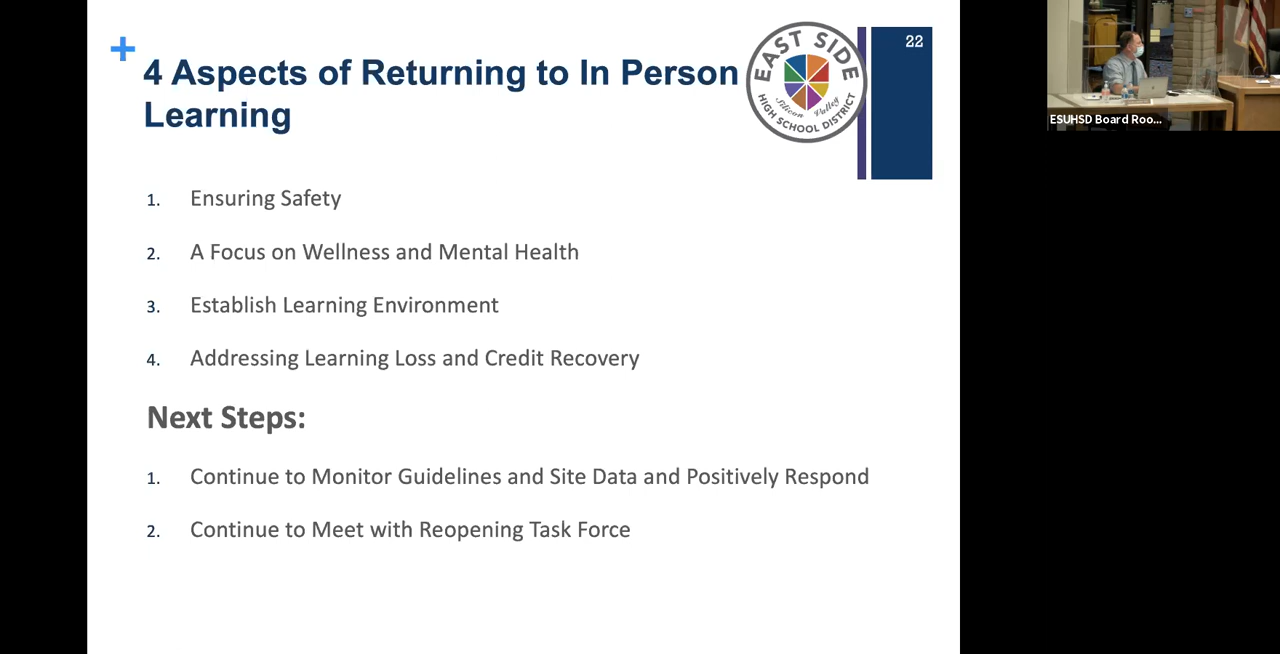 +
4 Aspects of Returning to In Person
Learning
EAST SIDE
Silicon Valley
HIGH SCHOOL DISTRICT
22
1. Ensuring Safety
2. A Focus on Wellness and Mental Health
3. Establish Learning Environment
4. Addressing Learning Loss and Credit Recovery
Next Steps:
1. Continue to Monitor Guidelines and Site Data and Positively Respond
2. Continue to Meet with Reopening Task Force
ESUHSD Board Roo...